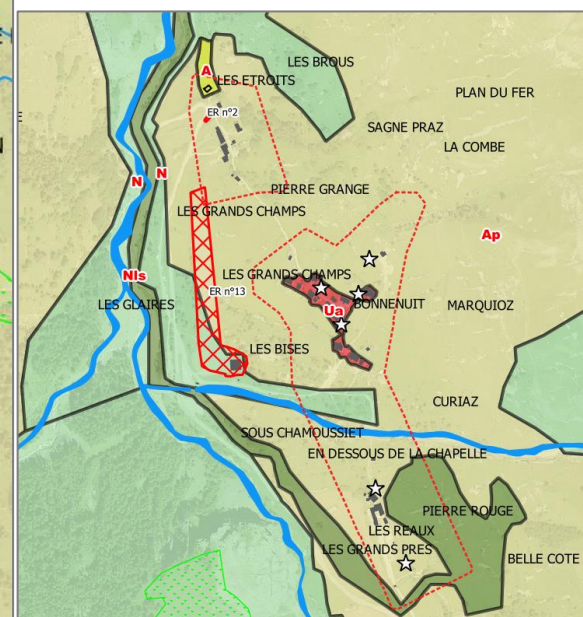 LES BROUS
A
LES ETROITS
PLAN DU FER
ER n°2
SAGNE PRAZ
LA COMBE
N
N
PIERRE GRANGE
LES GRANDS CHAMPS
Ap
Nls
LES GRANDS CHAMPS
ER n°13
LES GLAIRES
Ua
BONNENUIT
MARQUIOZ
LES BISES
CURIAZ
SOUS CHAMOUSSIET
EN DESSOUS DE LA CHAPELLE
PIERRE ROUGE
LES REAUX
LES GRANDS PRES
BELLE COTE